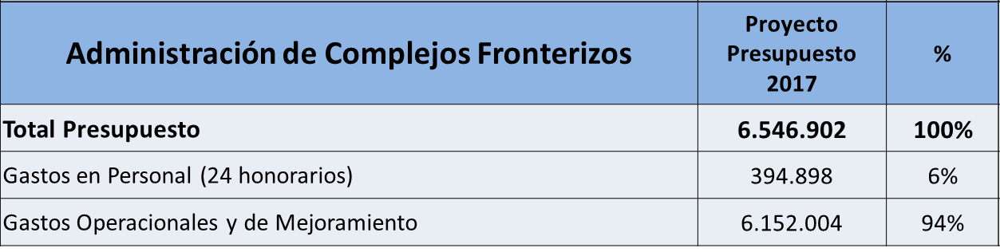 Administración de Complejos Fronterizos
Proyecto
Presupuesto
2017
%
Total Presupuesto 6.546.902 100%
Gastos en Personal (24 honorarios) 394.898 6%
Gastos Operacionales y de Mejoramiento 6.152.004 94%